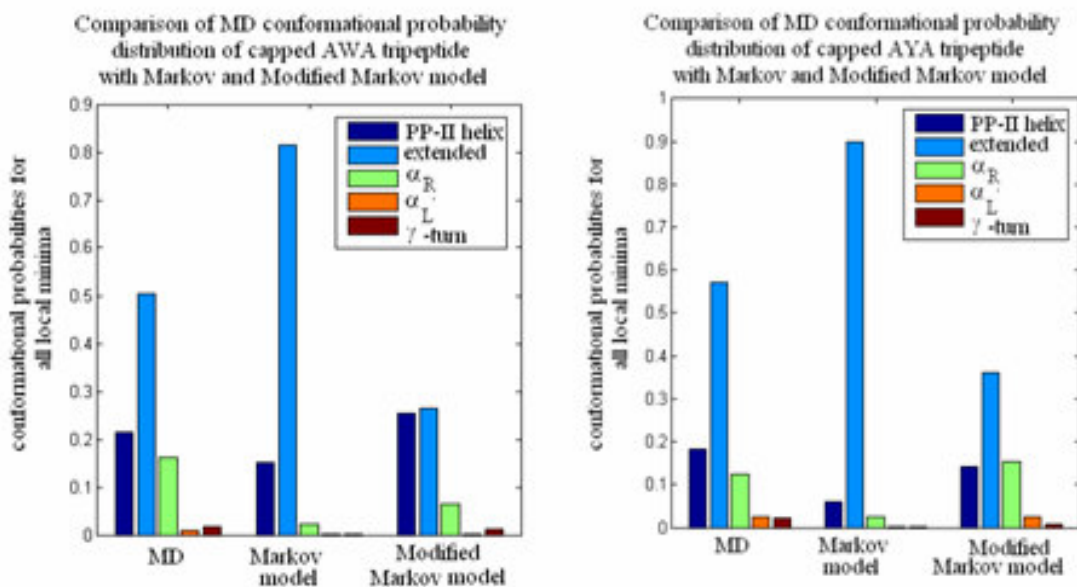 Comparison of MD conformational probability
distribution of capped AWA tripeptide
with Markov and Modified Markov model
conformational probabilities for
all local minima
0.9
0.8
0.7
0.6
0.5
0.4
0.3
0.2
0.1
0
PP-II helix
extended
α R
α L
γ -turn
MD
Markov
model
Modified
Markov model
Comparison of MD conformational probability
distribution of capped AYA tripeptide
with Markov and Modified Markov model
conformational probabilities for
all local minima
1
0.9
0.8
0.7
0.6
0.5
0.4
0.3
0.2
0.1
0
PP-II helix
extended
α R
α L
γ -turn
MD
Markov
model
Modified
Markov model